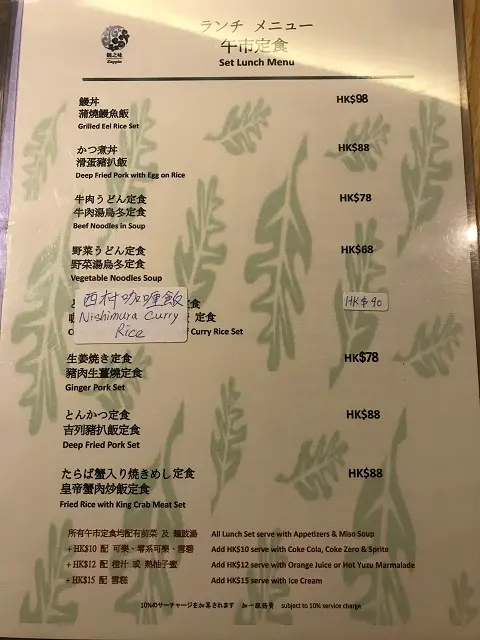 Zappin
ランチ メニュー
午市定食
Set Lunch Menu
鰻丼 HK$98
蒲燒鰻魚飯
Grilled Eel Rice Set
かつ煮丼 HK$88
滑蛋豬扒飯
Deep Fried Pork with Egg on Rice
牛肉うどん定食 HK$78
牛肉湯烏冬定食
Beef Noodles in Soup
野菜うどん定食 HK$68
野菜湯烏冬定食
Vegetable Noodles Soup
西村咖喱飯 定食 HK$90
Nishimura Curry 定食
Rice Curry Rice Set
生姜焼き定食 HK$78
豬肉生薑燒定食
Ginger Pork Set
とんかつ定食 HK$88
吉列豬扒飯定食
Deep Fried Pork Set
たらば蟹入り焼きめし定食 HK$88
皇帝蟹肉炒飯定食
Fried Rice with King Crab Meat Set
所有午市定食均配有前菜 及 麵豉湯 All Lunch Set serve with Appetizers & Miso Soup
+HK$10 配 可樂、零系可樂、雪碧 Add HK$10 serve with Coke Cola, Coke Zero & Sprite
+HK$12 配 橙汁 或 熱柚子蜜 Add HK$12 serve with Orange Juice or Hot Yuzu Marmalade
+HK$15 配 雪糕 Add HK$15 serve with Ice Cream
10%のサーチャージを加算されます 加一服務費 subject to 10% service charge